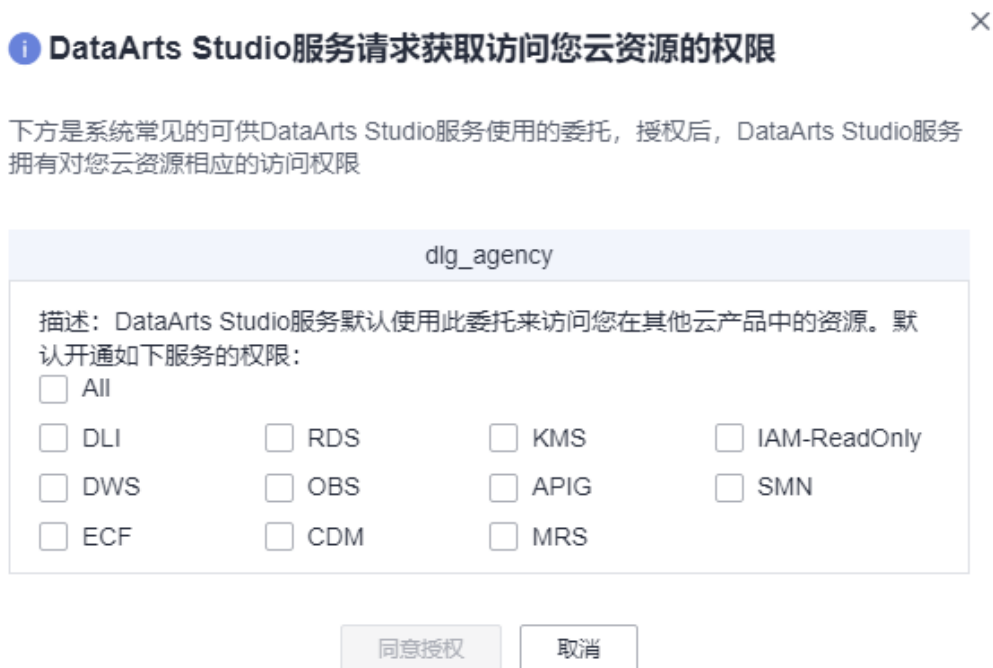 DataArts Studio服务请求获取访问您云资源的权限
下方是系统常见的可供DataArts Studio服务使用的委托，授权后，DataArts Studio服务
拥有对您云资源相应的访问权限
dlg_agency
描述：DataArts Studio服务默认使用此委托来访问您在其他云产品中的资源。默
认开通如下服务的权限：
All
DLI RDS KMS IAM-ReadOnly
DWS OBS APIG SMN
ECF CDM MRS
同意授权 取消